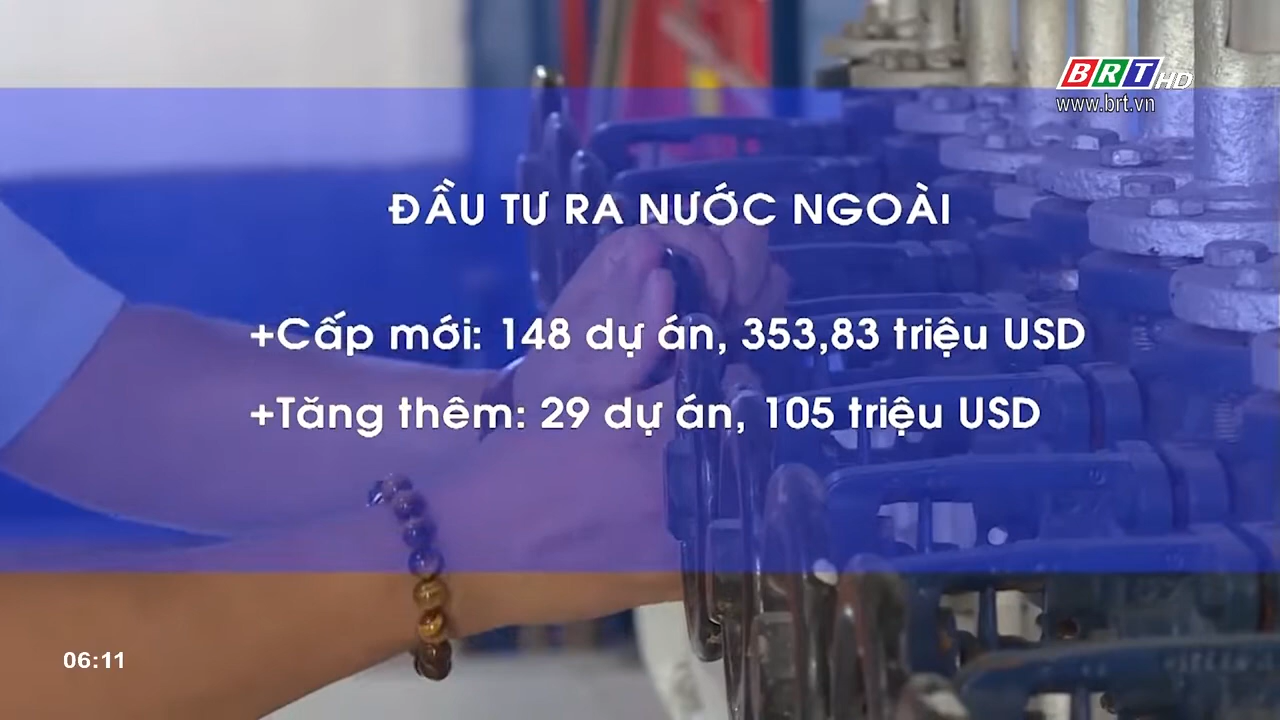 BRT HD
www.brt.vn
ĐẦU TƯ RA NƯỚC NGOÀI
+Cấp mới: 148 dự án, 353,83 triệu USD
+Tăng thêm: 29 dự án, 105 triệu USD
06:11